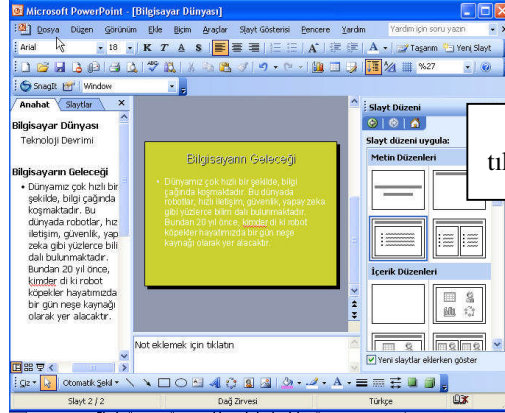 Microsoft PowerPoint - [Bilgisayar Dünyası]
Dosya Düzen Görünüm Ekle Biçim Araçlar Slayt Gösterisi Pencere Yardım Yardım için soru yazın
Arial 18 K T A S A A Tasarım Yeni Slayt
%27
SnagIt Window
Anahat Slaytlar
Slayt Düzeni
Bilgisayar Dünyası
Teknoloji Devrimi
Bilgisayarın Geleceği
• Dünyamız çok hızlı bir
şekilde, bilgi çağında
koşmaktadır. Bu
dünyada robotlar, hız
iletişim, güvenlik, yap
zeka gibi yüzlerce bili
dalı bulunmaktadır.
Bundan 20 yıl önce,
kimder di ki robot
köpekler hayatımızda
bir gün neşe kaynağı
olarak yer alacaktır.
Bilgisayarın Geleceği
• Dünyamız çok hızlı bir şekilde, bilgi
çağında koşmaktadır. Bu dünyada
robotlar, hızlı iletişim, güvenlik, yapay zeka
gibi yüzlerce bilim dalı bulunmaktadır.
Bundan 20 yıl önce, kimder di ki robot
köpekler hayatımızda bir gün neşe
kaynağı olarak yer alacaktır.
Slayt düzeni uygula:
Metin Düzenleri
tıl
İçerik Düzenleri
Yeni slaytlar eklerken göster
Not eklemek için tıklatın
Çiz Otomatik Şekil
Slayt 2 / 2 Dağ Zirvesi Türkçe